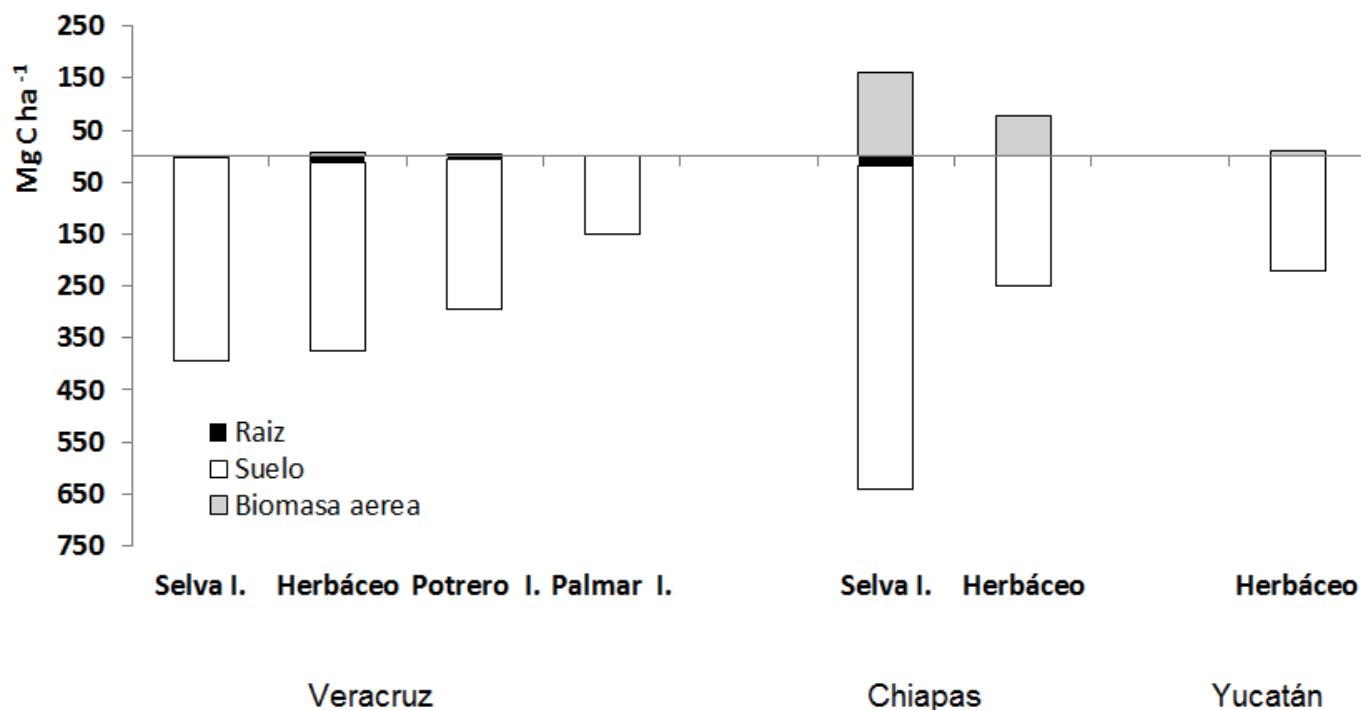 Mg C ha -1
250
150
50
50
150
250
350
450
550
650
750
Raiz
Suelo
Biomasa aerea
Selva I. Herbáceo Potrero I. Palmar I. Selva I. Herbáceo Herbáceo
Veracruz Chiapas Yucatán